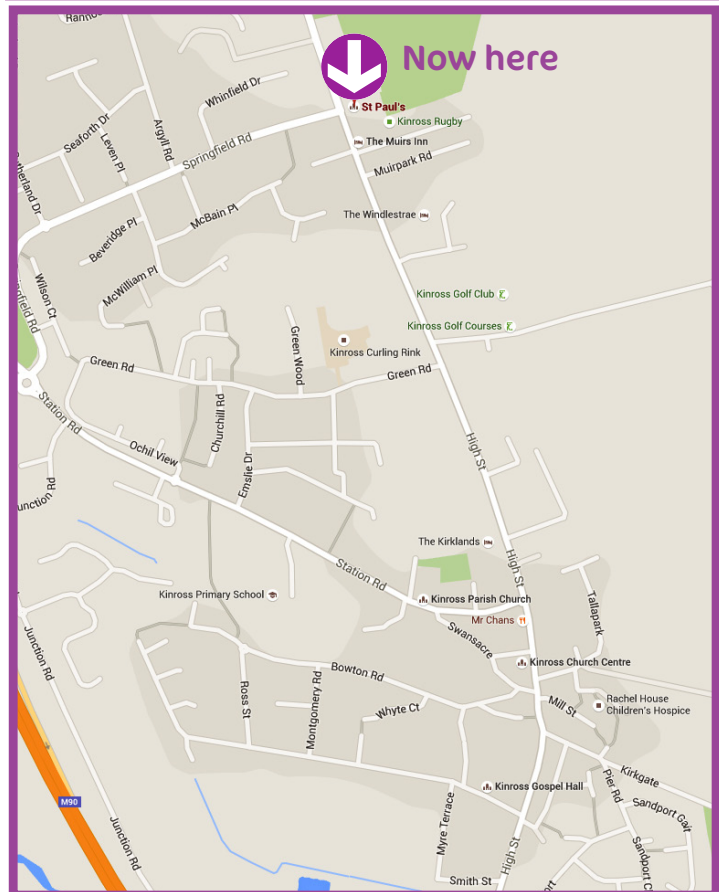 Now here
St Paul's
Kinross Rugby
The Muirs Inn
Muirpark Rd
Whinfield Dr
Seaforth Dr
Leven Pl
Argyll Rd
Springfield Rd
McBain Pl
The Windlestrae
Beveridge Pl
McWilliam Pl
Wilson Ct
Kinross Golf Club
Kinross Golf Courses
Kinross Curling Rink
Green Wood
Green Rd
Green Rd
Station Rd
Churchill Rd
Ochil View
Emslie Dr
High St
The Kirklands
High St
Station Rd
Kinross Primary School
Kinross Parish Church
Mr Chans
Tallapark
Swansacre
Kinross Church Centre
Junction Rd
Bowton Rd
Ross St
Montgomery Rd
Whyte Ct
Mill St
Rachel House
Children's Hospice
Kirkgate
Pier Rd
Kinross Gospel Hall
Sandport Gait
M90
Junction Rd
Myre Terrace
High St
Smith St